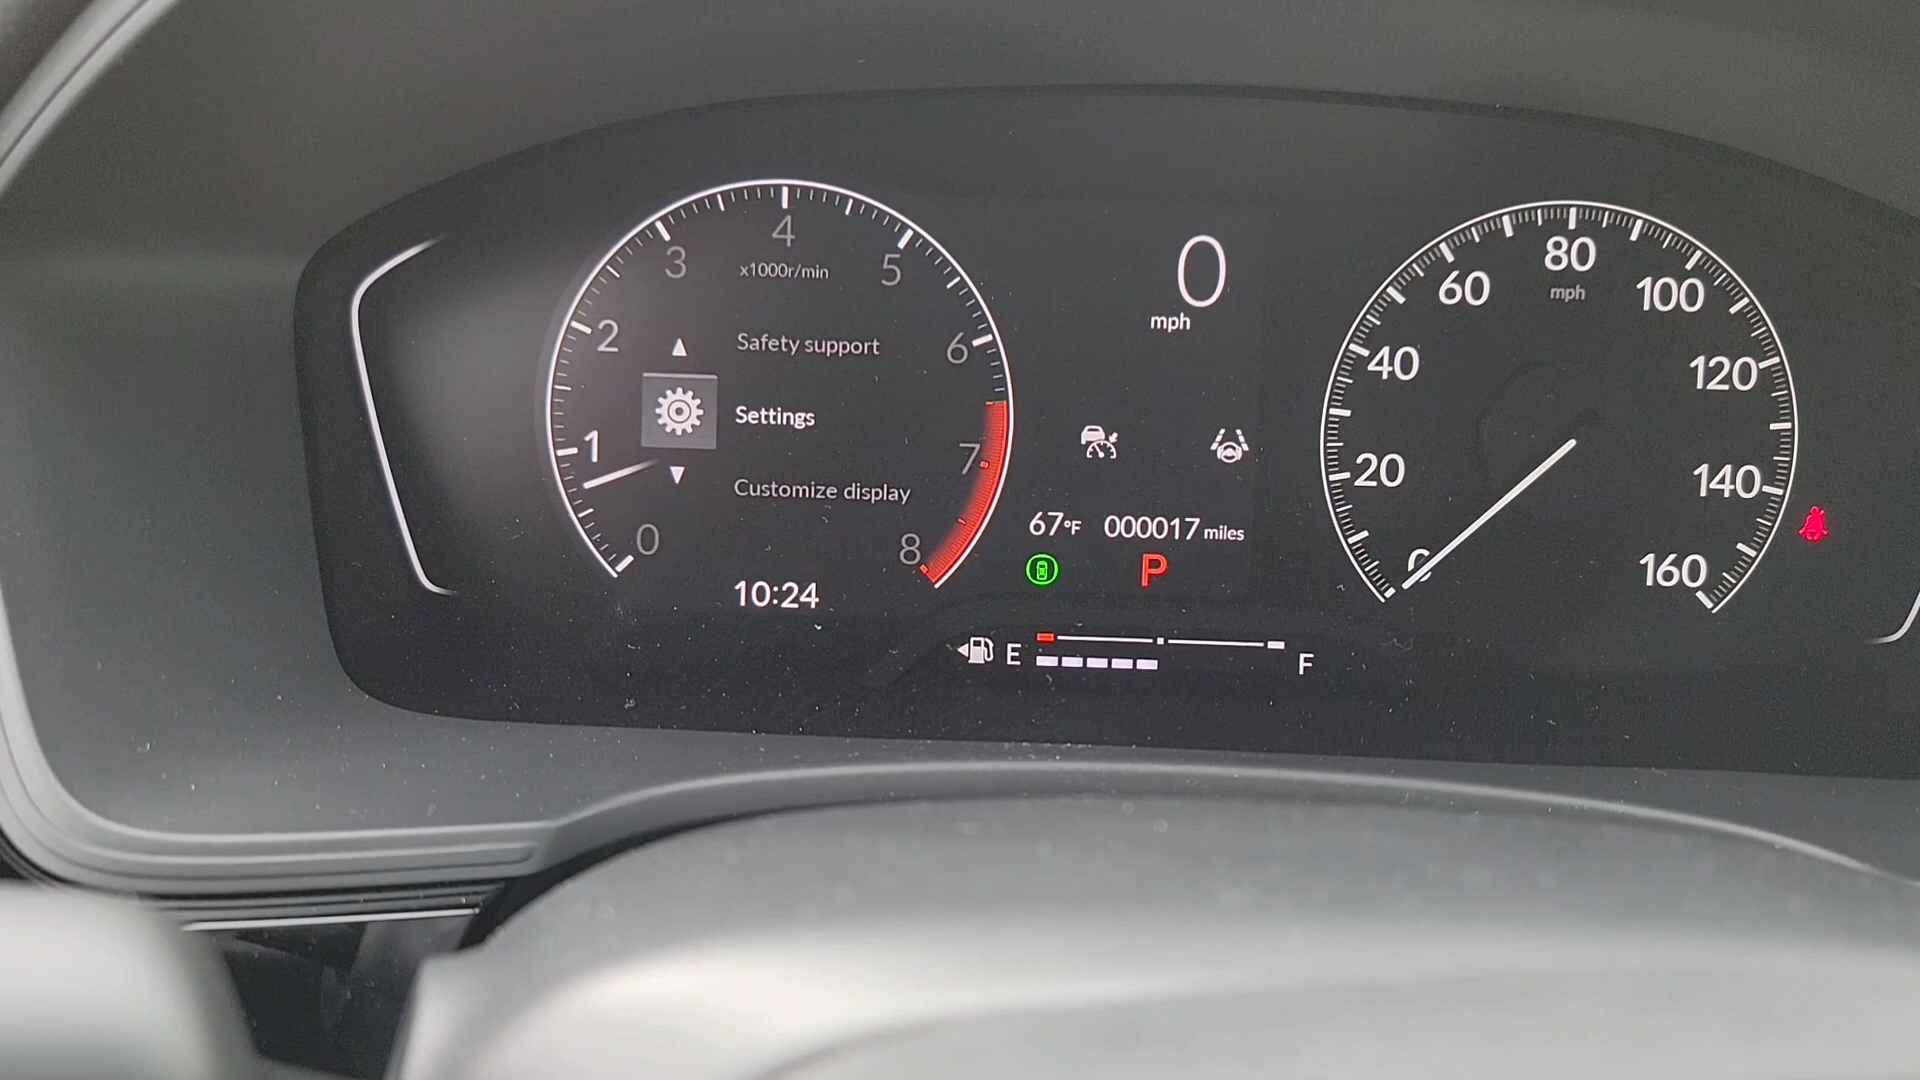 4
3
5
x1000r/min
2
6
Safety support
1
Settings
7
Customize display
0
8
10:24
0
mph
67°F
000017 miles
P
E
F
80
mph
60
100
40
120
20
140
0
160